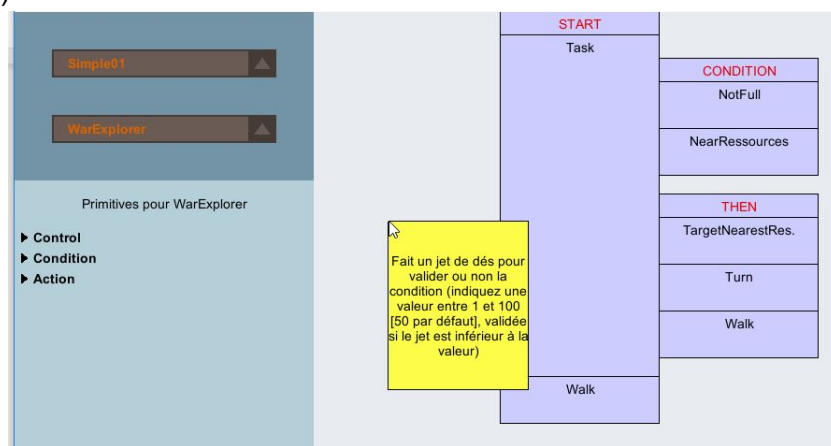 )
Simple01
WarExplorer
Primitives pour WarExplorer
Control
Condition
Action
START
Task
CONDITION
NotFull
NearRessources
THEN
TargetNearestRes.
Turn
Walk
Walk
Fait un jet de dés pour
valider ou non la
condition (indiquez une
valeur entre 1 et 100
[50 par défaut], validée
si le jet est inférieur à la
valeur)